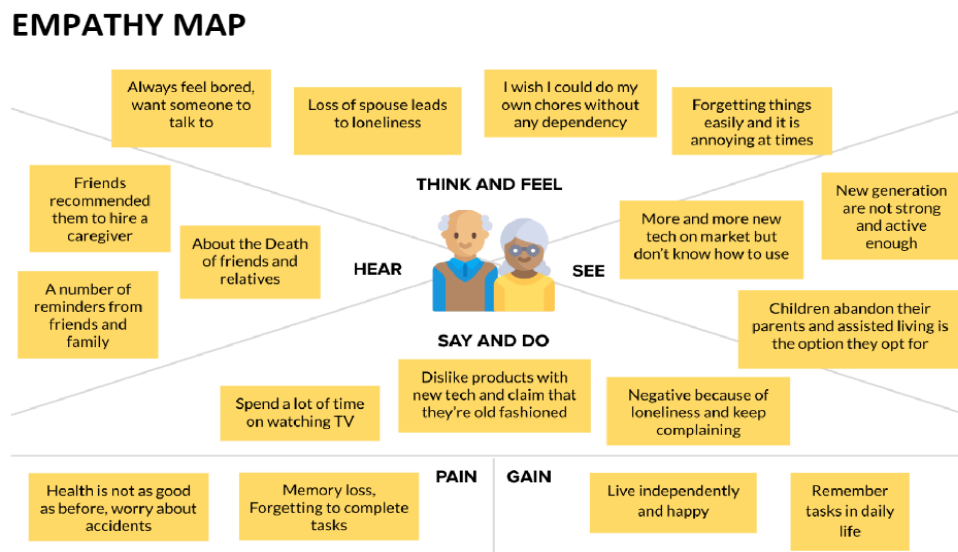 EMPATHY MAP
Always feel bored,
want someone to
talk to
Loss of spouse leads
to loneliness
I wish I could do my
own chores without
any dependency
Forgetting things
easily and it is
annoying at times
THINK AND FEEL
Friends
recommended
them to hire a
caregiver
About the Death
of friends and
relatives
A number of
reminders from
friends and
family
HEAR
SEE
More and more new
tech on market but
don't know how to use
New generation
are not strong
and active
enough
Children abandon their
parents and assisted living is
the option they opt for
SAY AND DO
Spend a lot of time
on watching TV
Dislike products with
new tech and claim that
they're old fashioned
Negative because of
loneliness and keep
complaining
PAIN
Health is not as good
as before, worry about
accidents
Memory loss,
Forgetting to complete
tasks
GAIN
Live independently
and happy
Remember
tasks in daily
life